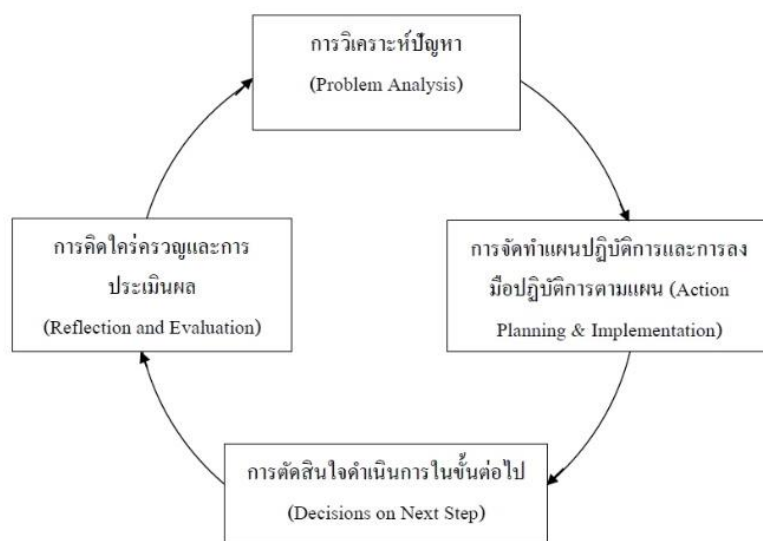 การวิเคราะห์ปัญหา
(Problem Analysis)
การจัดทำแผนปฏิบัติการและการลง
มือปฏิบัติการตามแผน (Action
Planning & Implementation)
การตัดสินใจดำเนินการในขั้นต่อไป
(Decisions on Next Step)
การคิดใคร่ครวญและการ
ประเมินผล
(Reflection and Evaluation)